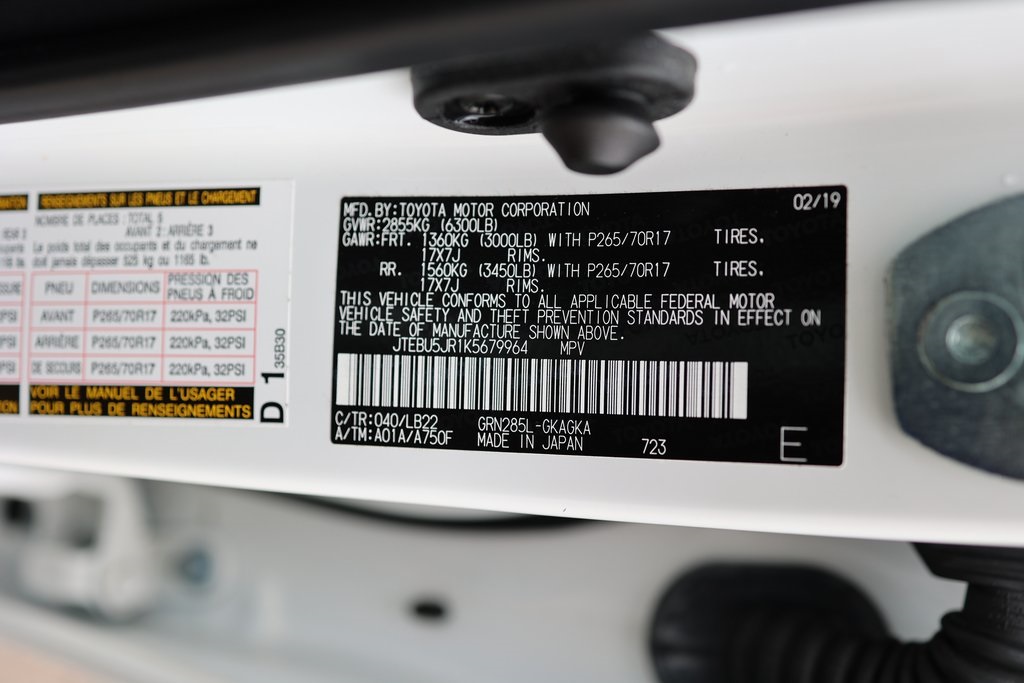 RENSEIGNEMENTS SUR LES PNEUS ET LE CHARGEMENT
NOMBRE DE PLACES : TOTAL 5
AVANT 2 : ARRIÈRE 3
Le poids total des occupants et du chargement ne
doit jamais dépasser 525 kg ou 1165 lb.
PNEU DIMENSIONS PRESSION DES PNEUS À FROID
AVANT P265/70R17 220kPa, 32PSI
ARRIÈRE P265/70R17 220kPa, 32PSI
DE SECOURS P265/70R17 220kPa, 32PSI
VOIR LE MANUEL DE L'USAGER
POUR PLUS DE RENSEIGNEMENTS
D 1 35B30
MFD.BY:TOYOTA MOTOR CORPORATION 02/19
GVWR:2855KG (6300LB)
GAWR:FRT. 1360KG (3000LB) WITH P265/70R17 TIRES.
17X7J RIMS.
RR. 1560KG (3450LB) WITH P265/70R17 TIRES.
17X7J RIMS.
THIS VEHICLE CONFORMS TO ALL APPLICABLE FEDERAL MOTOR
VEHICLE SAFETY AND THEFT PREVENTION STANDARDS IN EFFECT ON
THE DATE OF MANUFACTURE SHOWN ABOVE.
JTEBU5JR1K5679964 MPV
C/TR:040/LB22 GRN285L-GKAGKA
A/TM:A01A/A750F MADE IN JAPAN 723
E